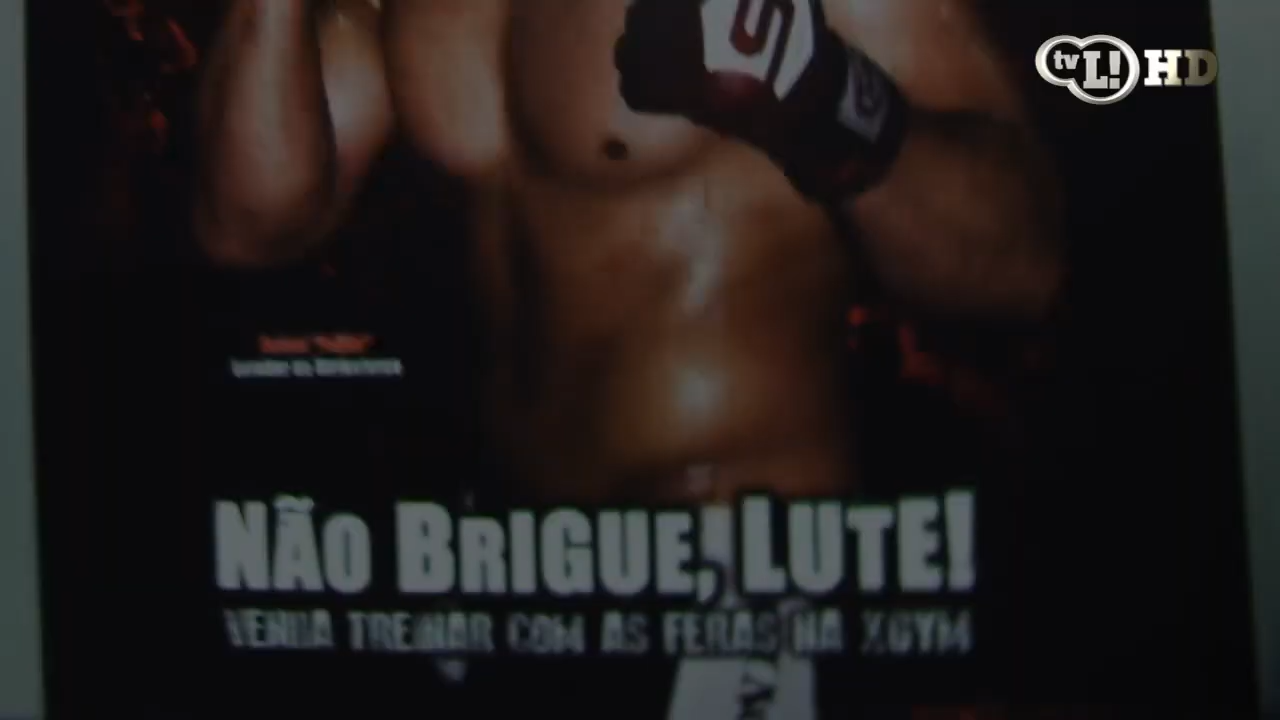 tvL! HD
NÃO BRIGUE, LUTE!
VENHA TREINAR COM AS FERAS NA XGYM